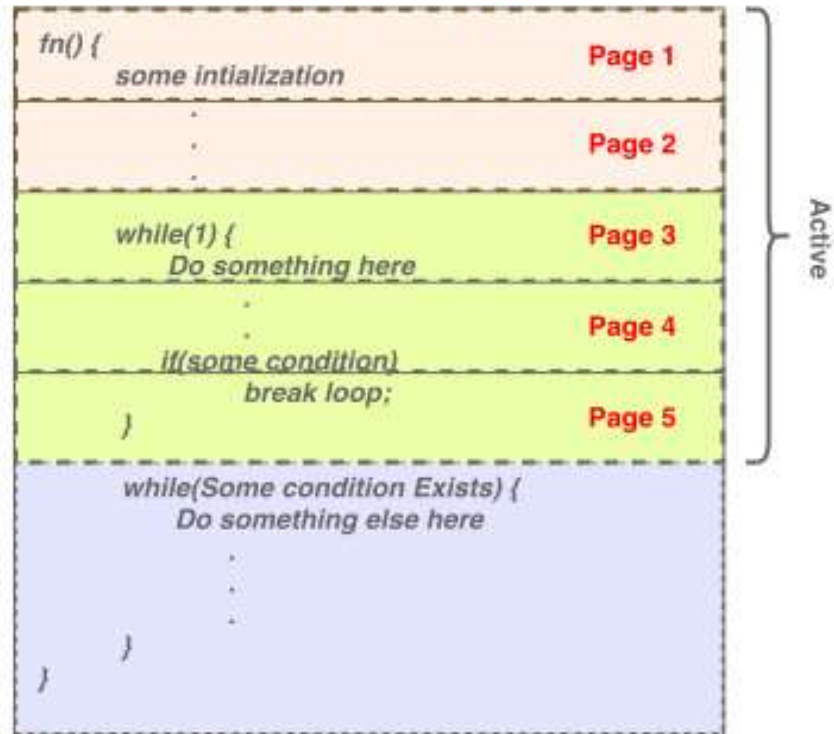 fn() {
Page 1
some intialization
.
.
.
Page 2
while(1) {
Page 3
Do something here
.
.
Page 4
if(some condition)
break loop;
Page 5
}
Active
while(Some condition Exists) {
Do something else here
.
.
.
}
}